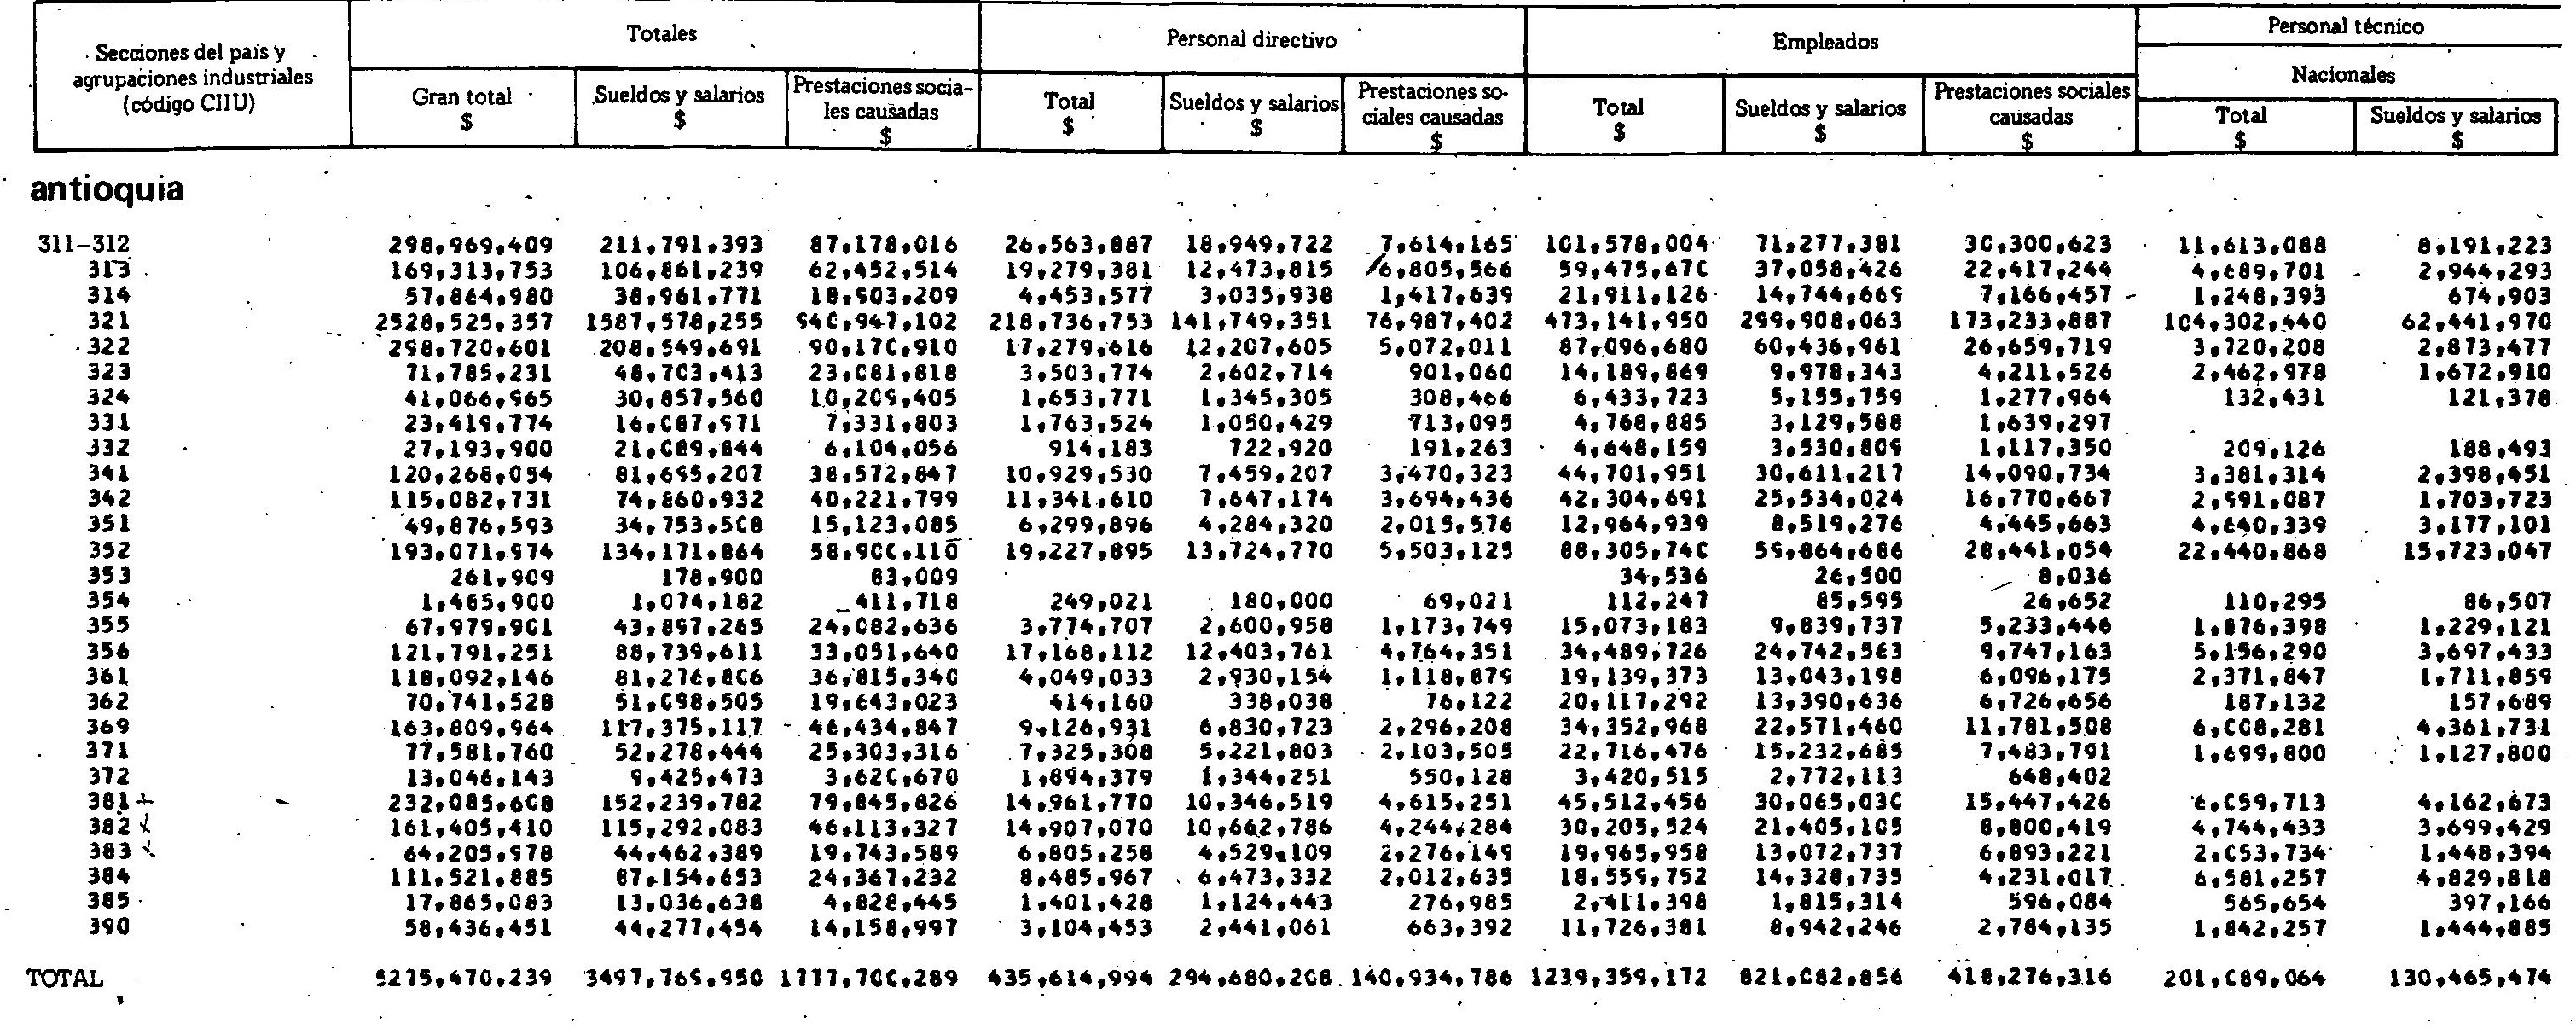 Secciones del país y agrupaciones industriales (código CIIU) | Totales | Personal directivo | Empleados | Personal técnico
Nacionales
Gran total $ | Sueldos y salarios $ | Prestaciones sociales causadas $ | Total $ | Sueldos y salarios $ | Prestaciones sociales causadas $ | Total $ | Sueldos y salarios $ | Prestaciones sociales causadas $ | Total $ | Sueldos y salarios $
antioquia
311-312 298,969,409 211,791,393 87,178,016 26,563,887 18,949,722 7,614,165 101,578,004 71,277,381 30,300,623 11,613,088 8,191,223
313 169,313,753 106,861,239 62,452,514 19,279,381 12,473,815 6,805,566 59,475,670 37,058,426 22,417,244 4,689,701 2,944,293
314 57,864,980 38,961,771 18,903,209 4,453,577 3,035,938 1,417,639 21,911,126 14,744,669 7,166,457 1,248,393 674,903
321 2528,525,357 1587,578,255 940,947,102 218,736,753 141,749,351 76,987,402 473,141,950 299,908,063 173,233,887 104,302,440 62,441,970
322 298,720,601 208,549,691 90,170,910 17,279,616 12,207,605 5,072,011 87,096,680 60,436,961 26,659,719 3,720,208 2,873,477
323 71,785,231 48,703,413 23,081,818 3,503,774 2,602,714 901,060 14,189,869 9,978,343 4,211,526 2,462,978 1,672,910
324 41,066,965 30,857,560 10,209,405 1,653,771 1,345,305 308,466 6,433,723 5,155,759 1,277,964 132,431 121,378
331 23,419,774 16,087,971 7,331,803 1,763,524 1,050,429 713,095 4,768,885 3,129,588 1,639,297
332 27,193,900 21,089,844 6,104,056 914,183 722,920 191,263 4,648,159 3,530,809 1,117,350 209,126 188,493
341 120,268,054 81,695,207 38,572,847 10,929,530 7,459,207 3,470,323 44,701,951 30,611,217 14,090,734 3,381,314 2,398,451
342 115,082,731 74,860,932 40,221,799 11,341,610 7,647,174 3,694,436 42,304,691 25,534,024 16,770,667 2,591,087 1,703,723
351 49,876,593 34,753,508 15,123,085 6,299,896 4,284,320 2,015,576 12,964,939 8,519,276 4,445,663 4,640,339 3,177,101
352 193,071,974 134,171,864 58,900,110 19,227,895 13,724,770 5,503,125 88,305,740 59,864,686 28,441,054 22,440,868 15,723,047
353 261,909 178,900 83,009 34,536 26,500 8,036
354 1,485,900 1,074,182 411,718 249,021 180,000 69,021 112,247 85,595 26,652 110,295 86,507
355 67,979,901 43,897,265 24,082,636 3,774,707 2,600,958 1,173,749 15,073,183 9,839,737 5,233,446 1,876,398 1,229,121
356 121,791,251 88,739,611 33,051,640 17,168,112 12,403,761 4,764,351 34,489,726 24,742,563 9,747,163 5,156,290 3,697,433
361 118,092,146 81,276,806 36,815,340 4,049,033 2,930,154 1,118,879 19,139,373 13,043,198 6,096,175 2,371,847 1,711,859
362 70,741,528 51,098,505 19,643,023 414,160 338,038 76,122 20,117,292 13,390,636 6,726,656 187,132 157,689
369 163,809,964 117,375,117 46,434,847 9,126,931 6,830,723 2,296,208 34,352,968 22,571,460 11,781,508 6,008,281 4,361,731
371 77,581,760 52,278,444 25,303,316 7,325,308 5,221,803 2,103,505 22,716,476 15,232,685 7,483,791 1,699,800 1,127,800
372 13,046,143 9,425,473 3,620,670 1,894,379 1,344,251 550,128 3,420,515 2,772,113 648,402
381 232,085,608 152,239,782 79,845,826 14,961,770 10,346,519 4,615,251 45,512,456 30,065,030 15,447,426 6,059,713 4,162,673
382 161,405,410 115,292,083 46,113,327 14,907,070 10,662,786 4,244,284 30,205,524 21,405,105 8,800,419 4,744,433 3,699,429
383 64,205,978 44,462,389 19,743,589 6,805,258 4,529,109 2,276,149 19,965,958 13,072,737 6,893,221 2,053,734 1,448,394
384 111,521,885 87,154,653 24,367,232 8,485,967 6,473,332 2,012,635 18,559,752 14,328,735 4,231,017 6,581,257 4,829,818
385 17,865,083 13,036,638 4,828,445 1,401,428 1,124,443 276,985 2,411,398 1,815,314 596,084 565,654 397,166
390 58,436,451 44,277,454 14,158,997 3,104,453 2,441,061 663,392 11,726,381 8,942,246 2,784,135 1,842,257 1,444,885
TOTAL 5275,470,239 3497,769,950 1777,700,289 435,614,994 294,680,208 140,934,786 1239,359,172 821,082,856 418,276,316 201,089,064 130,465,474